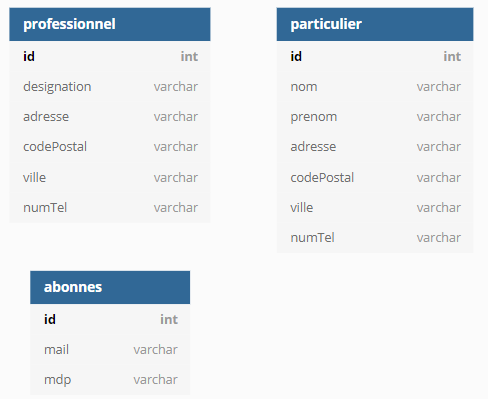 professionnel
id int
designation varchar
adresse varchar
codePostal varchar
ville varchar
numTel varchar
particulier
id int
nom varchar
prenom varchar
adresse varchar
codePostal varchar
ville varchar
numTel varchar
abonnes
id int
mail varchar
mdp varchar